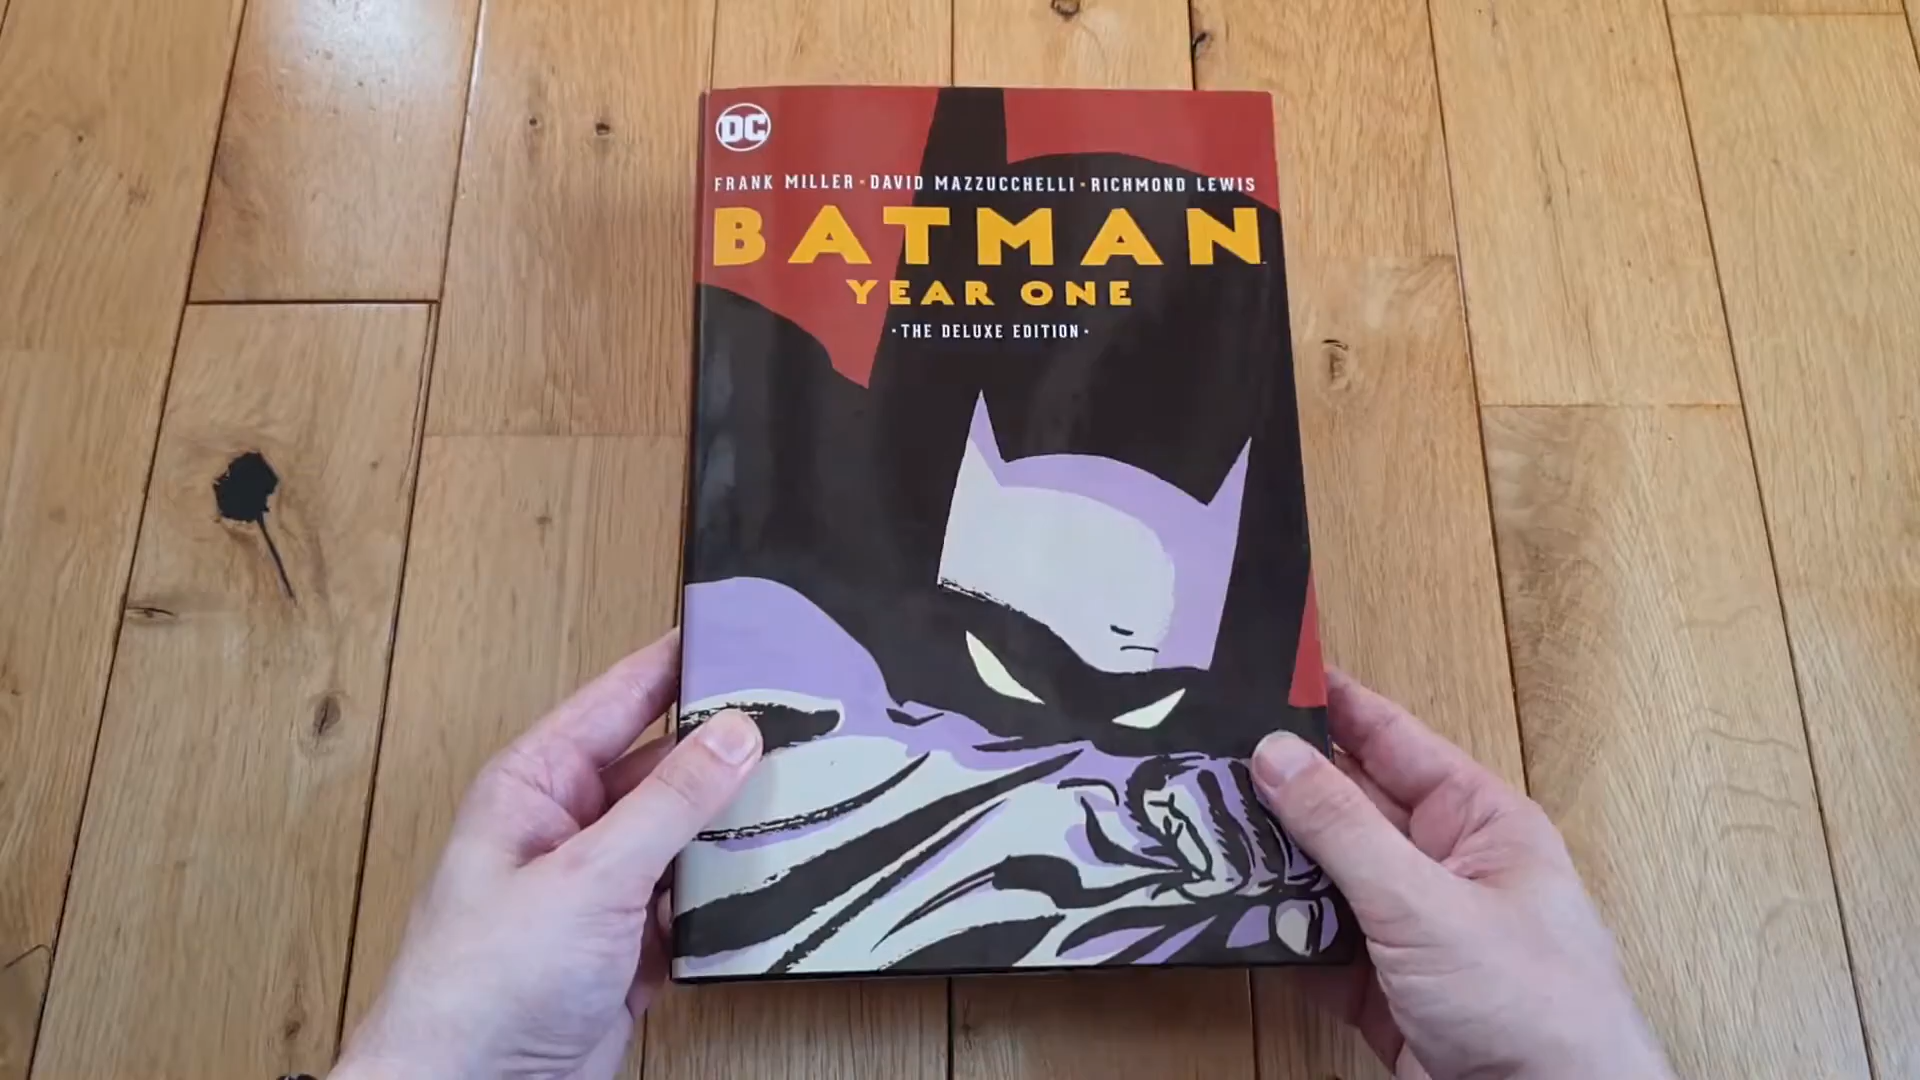 DC
FRANK MILLER · DAVID MAZZUCCHELLI · RICHMOND LEWIS
BATMAN
YEAR ONE
· THE DELUXE EDITION ·